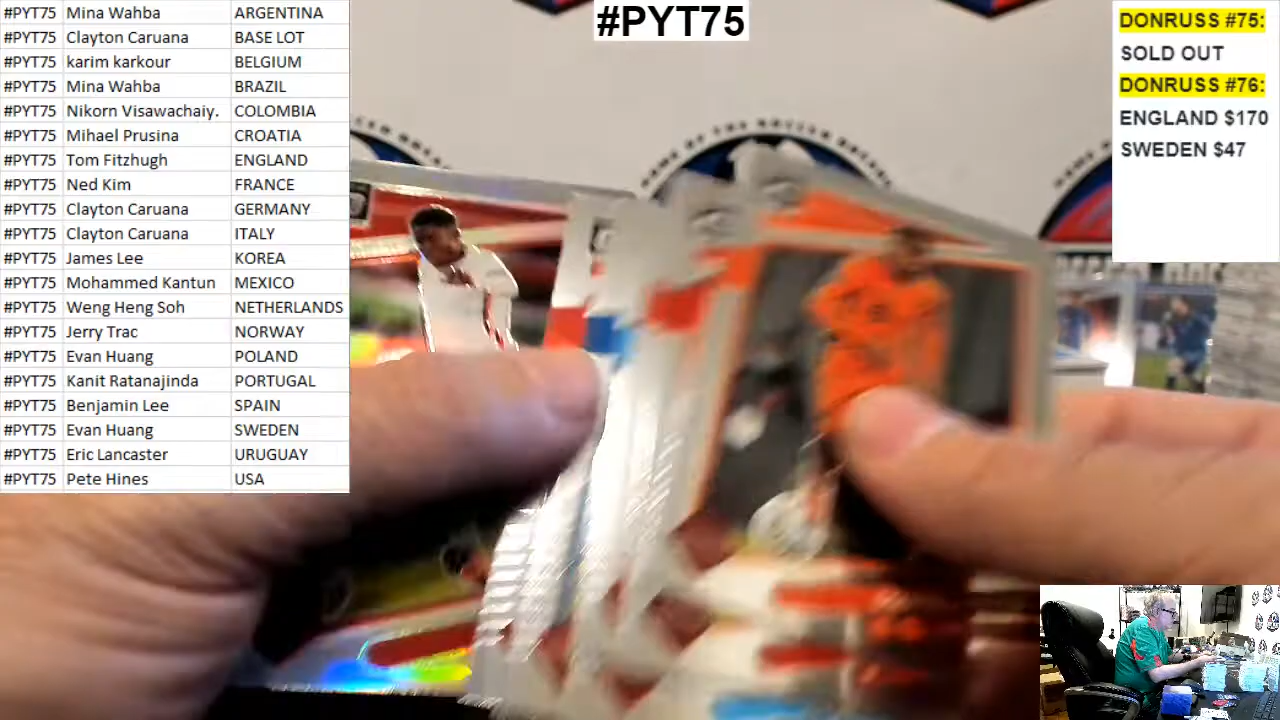 #PYT75 Mina Wahba ARGENTINA
#PYT75 Clayton Caruana BASE LOT
#PYT75 karim karkour BELGIUM
#PYT75 Mina Wahba BRAZIL
#PYT75 Nikorn Visawachaiy. COLOMBIA
#PYT75 Mihael Prusina CROATIA
#PYT75 Tom Fitzhugh ENGLAND
#PYT75 Ned Kim FRANCE
#PYT75 Clayton Caruana GERMANY
#PYT75 Clayton Caruana ITALY
#PYT75 James Lee KOREA
#PYT75 Mohammed Kantun MEXICO
#PYT75 Weng Heng Soh NETHERLANDS
#PYT75 Jerry Trac NORWAY
#PYT75 Evan Huang POLAND
#PYT75 Kanit Ratanajinda PORTUGAL
#PYT75 Benjamin Lee SPAIN
#PYT75 Evan Huang SWEDEN
#PYT75 Eric Lancaster URUGUAY
#PYT75 Pete Hines USA
#PYT75
DONRUSS #75:
SOLD OUT
DONRUSS #76:
ENGLAND $170
SWEDEN $47